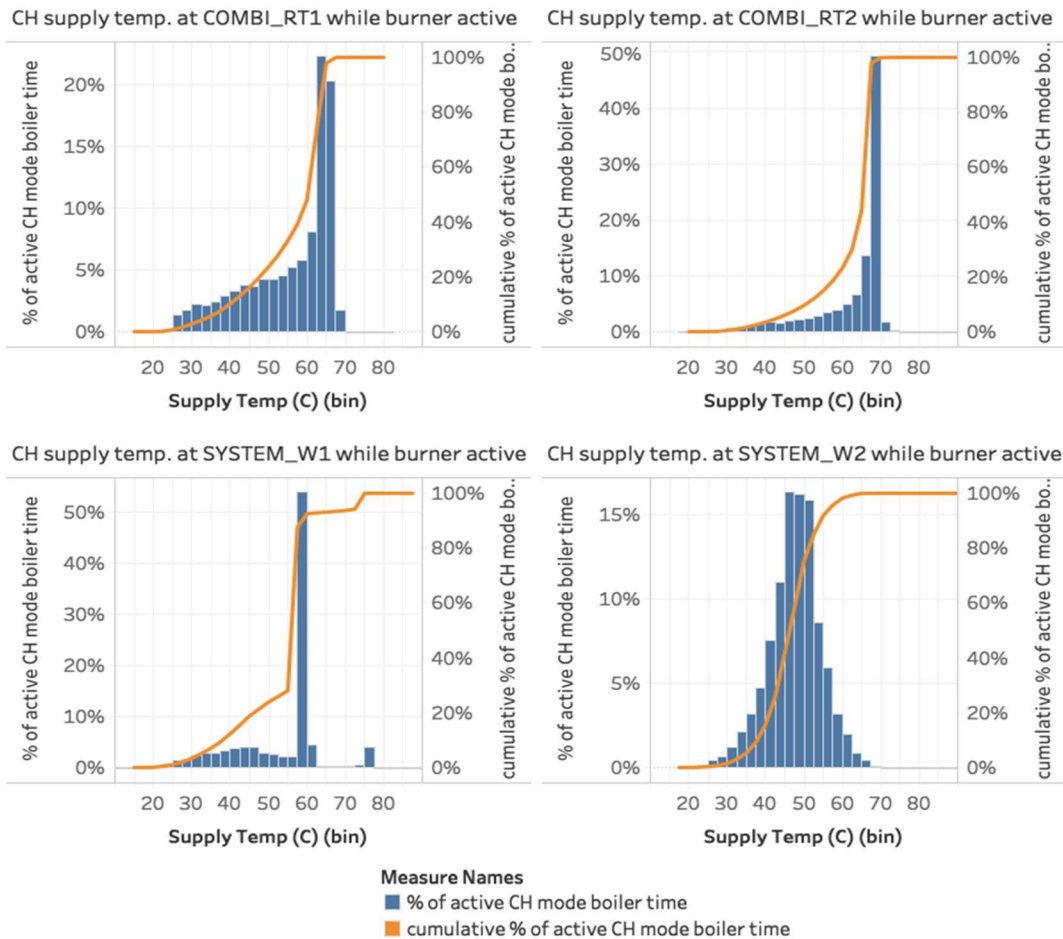 CH supply temp. at COMBI_RT1 while burner active
% of active CH mode boiler time
20%
15%
10%
5%
0%
100%
80%
60%
40%
20%
0%
cumulative % of active CH mode bo..
20 30 40 50 60 70 80
Supply Temp (C) (bin)
CH supply temp. at COMBI_RT2 while burner active
% of active CH mode boiler time
50%
40%
30%
20%
10%
0%
100%
80%
60%
40%
20%
0%
cumulative % of active CH mode bo..
20 30 40 50 60 70 80
Supply Temp (C) (bin)
CH supply temp. at SYSTEM_W1 while burner active
% of active CH mode boiler time
50%
40%
30%
20%
10%
0%
100%
80%
60%
40%
20%
0%
cumulative % of active CH mode bo..
20 30 40 50 60 70 80
Supply Temp (C) (bin)
CH supply temp. at SYSTEM_W2 while burner active
% of active CH mode boiler time
15%
10%
5%
0%
100%
80%
60%
40%
20%
0%
cumulative % of active CH mode bo..
20 30 40 50 60 70 80
Supply Temp (C) (bin)
Measure Names
% of active CH mode boiler time
cumulative % of active CH mode boiler time